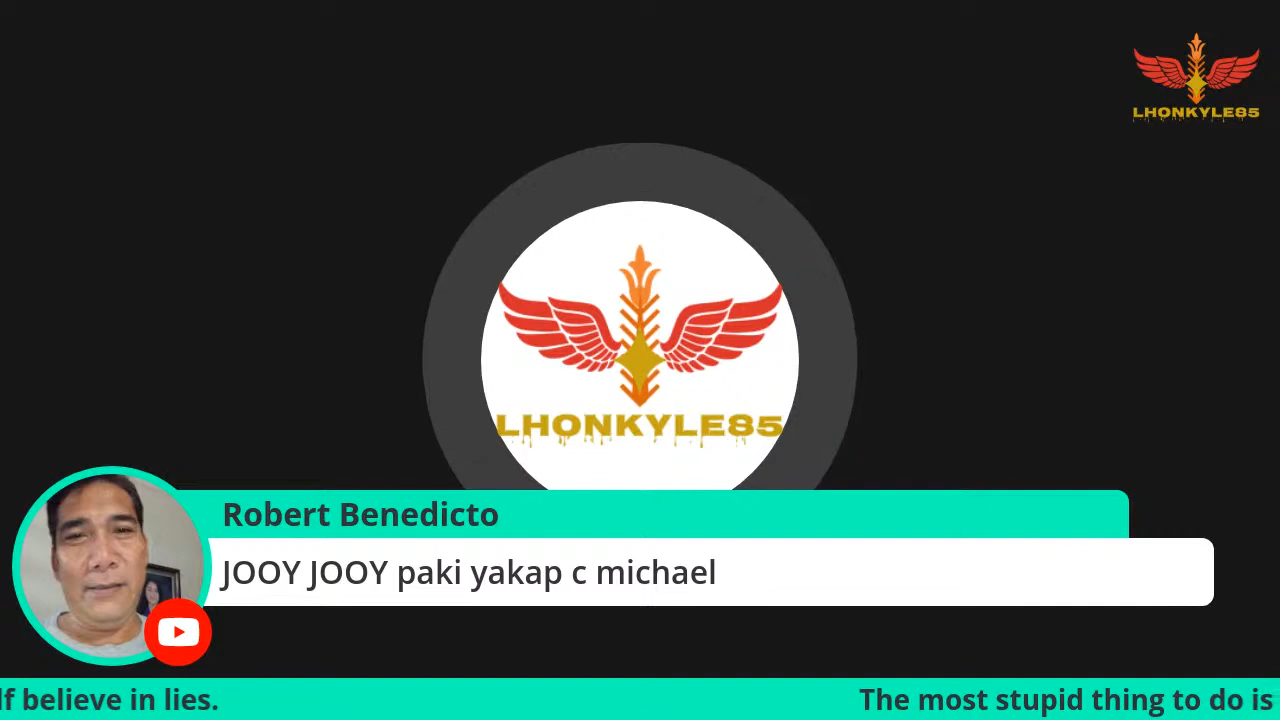 LHONKYLE85
LHONKYLE85
Robert Benedicto
JOOY JOOY paki yakap c michael
lf believe in lies.
The most stupid thing to do is